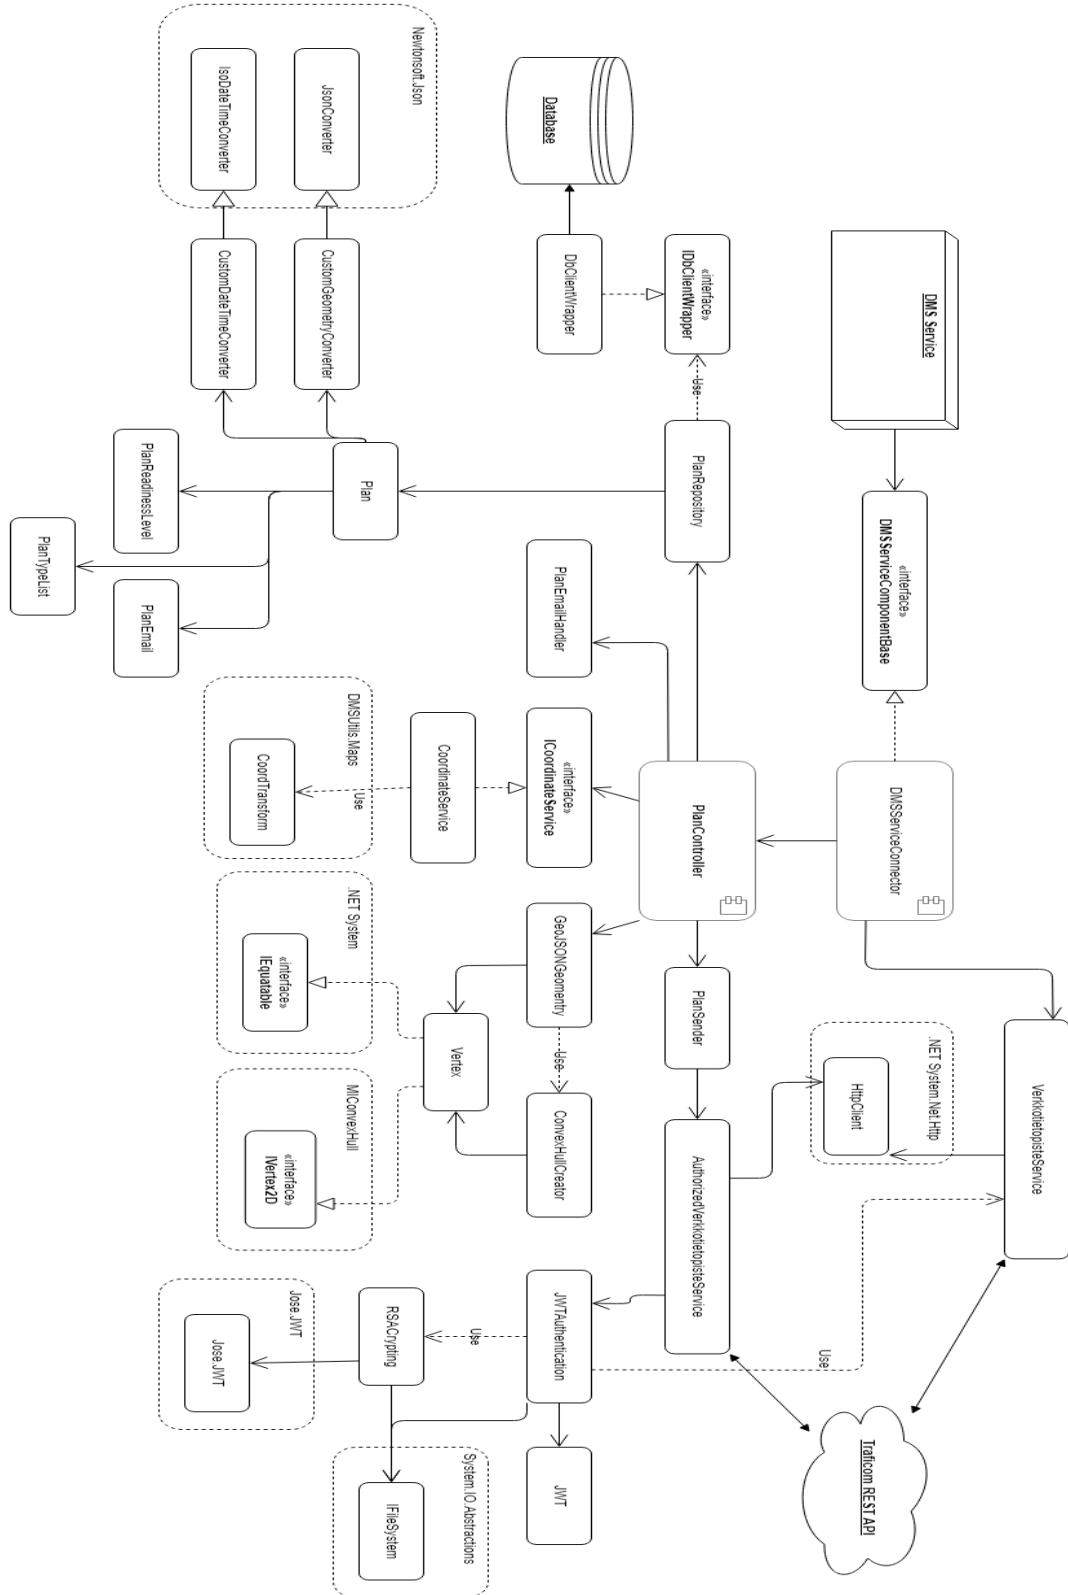 DMS Service
«interface»
DMSServiceComponentBase
DMSServiceConnector
VerkkotietopisteService
.NET System.Net.Http
HttpClient
Traficom REST API
«interface»
IDbClientWrapper
Use
PlanRepository
PlanController
PlanSender
AuthorizedVerkkotietopisteService
Use
Database
DbClientWrapper
PlanEmailHandler
«interface»
ICoordinateService
GeoJSONGeomentry
Use
ConvexHullCreator
JWTAuthentication
JWT
Newtonsoft.Json
JsonConverter
IsoDateTimeConverter
CustomGeometryConverter
CustomDateTimeConverter
Plan
PlanReadinessLevel
PlanTypeList
PlanEmail
CoordinateService
Use
DMSUtils.Maps
CoordTransform
Vertex
.NET System
«interface»
IEquatable
MIConvexHull
«interface»
IVertex2D
Use
RSACrypting
Jose.JWT
Jose.JWT
System.IO.Abstractions
IFileSystem